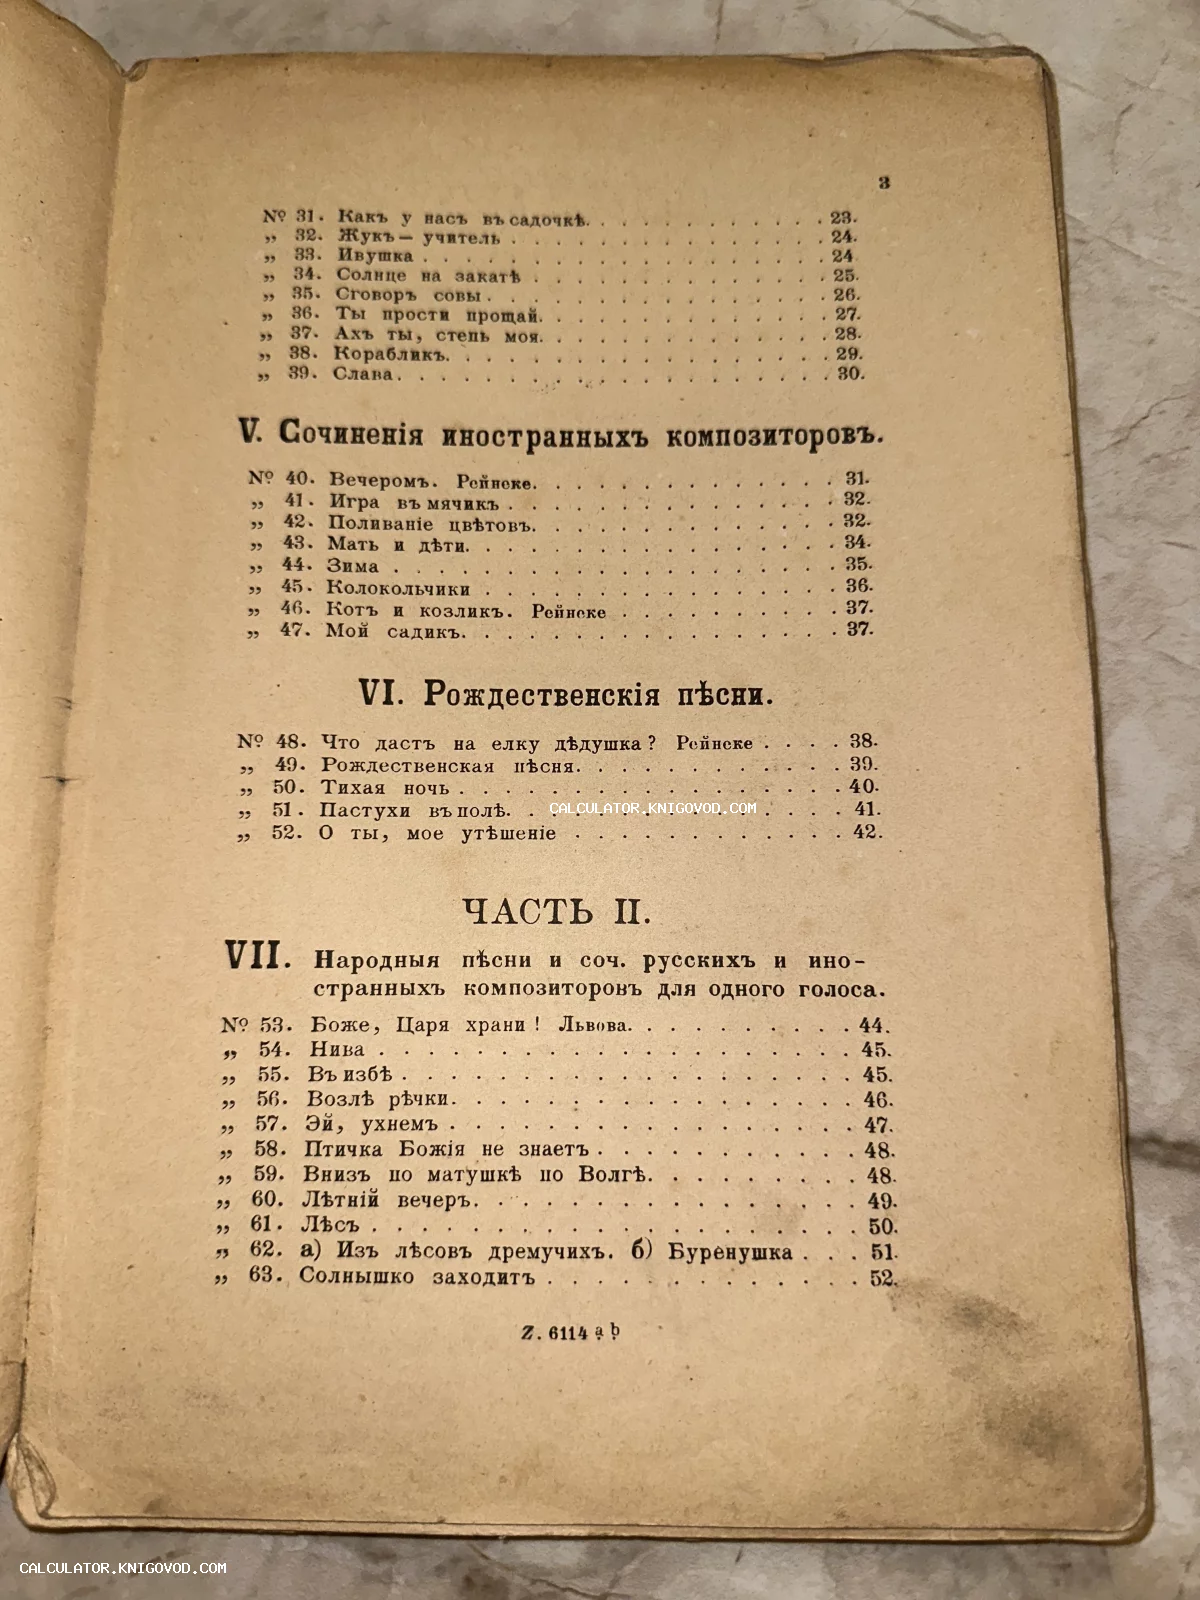 3
№ 31. Какъ у насъ въ садочкѣ. . . . . . . . . . . . 23.
„ 32. Жукъ — учитель . . . . . . . . . . . . 24.
„ 33. Ивушка . . . . . . . . . . . . . . 24
„ 34. Солнце на закатѣ . . . . . . . . . . . 25.
„ 35. Сговоръ совы . . . . . . . . . . . . 26.
„ 36. Ты прости прощай. . . . . . . . . . . 27.
„ 37. Ахъ ты, степь моя. . . . . . . . . . . 28.
„ 38. Корабликъ. . . . . . . . . . . . . . 29.
„ 39. Слава. . . . . . . . . . . . . . . 30.
V. Сочиненія иностранныхъ композиторовъ.
№ 40. Вечеромъ. Рейнеке. . . . . . . . . . . 31.
„ 41. Игра въ мячикъ . . . . . . . . . . . . 32.
„ 42. Поливаніе цвѣтовъ. . . . . . . . . . . 32.
„ 43. Мать и дѣти. . . . . . . . . . . . . 34.
„ 44. Зима . . . . . . . . . . . . . . . 35.
„ 45. Колокольчики . . . . . . . . . . . . 36.
„ 46. Котъ и козликъ. Рейнеке . . . . . . . . 37.
„ 47. Мой садикъ. . . . . . . . . . . . . 37.
VI. Рождественскія пѣсни.
№ 48. Что дастъ на елку дѣдушка? Рейнеке . . . . 38.
„ 49. Рождественская пѣсня. . . . . . . . . . 39.
„ 50. Тихая ночь . . . . . . . . . . . . . 40.
„ 51. Пастухи въ полѣ. . . . . . . . . . . . 41.
„ 52. О ты, мое утѣшеніе . . . . . . . . . . 42.
CALCULATOR.KNIGOVOD.COM
ЧАСТЬ II.
VII. Народныя пѣсни и соч. русскихъ и ино-
странныхъ композиторовъ для одного голоса.
№ 53. Боже, Царя храни! Львова. . . . . . . . . 44.
„ 54. Нива . . . . . . . . . . . . . . . 45.
„ 55. Въ избѣ . . . . . . . . . . . . . . 45.
„ 56. Возлѣ рѣчки. . . . . . . . . . . . . 46.
„ 57. Эй, ухнемъ . . . . . . . . . . . . . 47.
„ 58. Птичка Божія не знаетъ . . . . . . . . . 48.
„ 59. Внизъ по матушкѣ по Волгѣ. . . . . . . . 48.
„ 60. Лѣтній вечеръ. . . . . . . . . . . . . 49.
„ 61. Лѣсъ . . . . . . . . . . . . . . . 50.
„ 62. а) Изъ лѣсовъ дремучихъ. б) Буренушка . . . 51.
„ 63. Солнышко заходитъ . . . . . . . . . . 52.
Z. 6114 a b
CALCULATOR.KNIGOVOD.COM